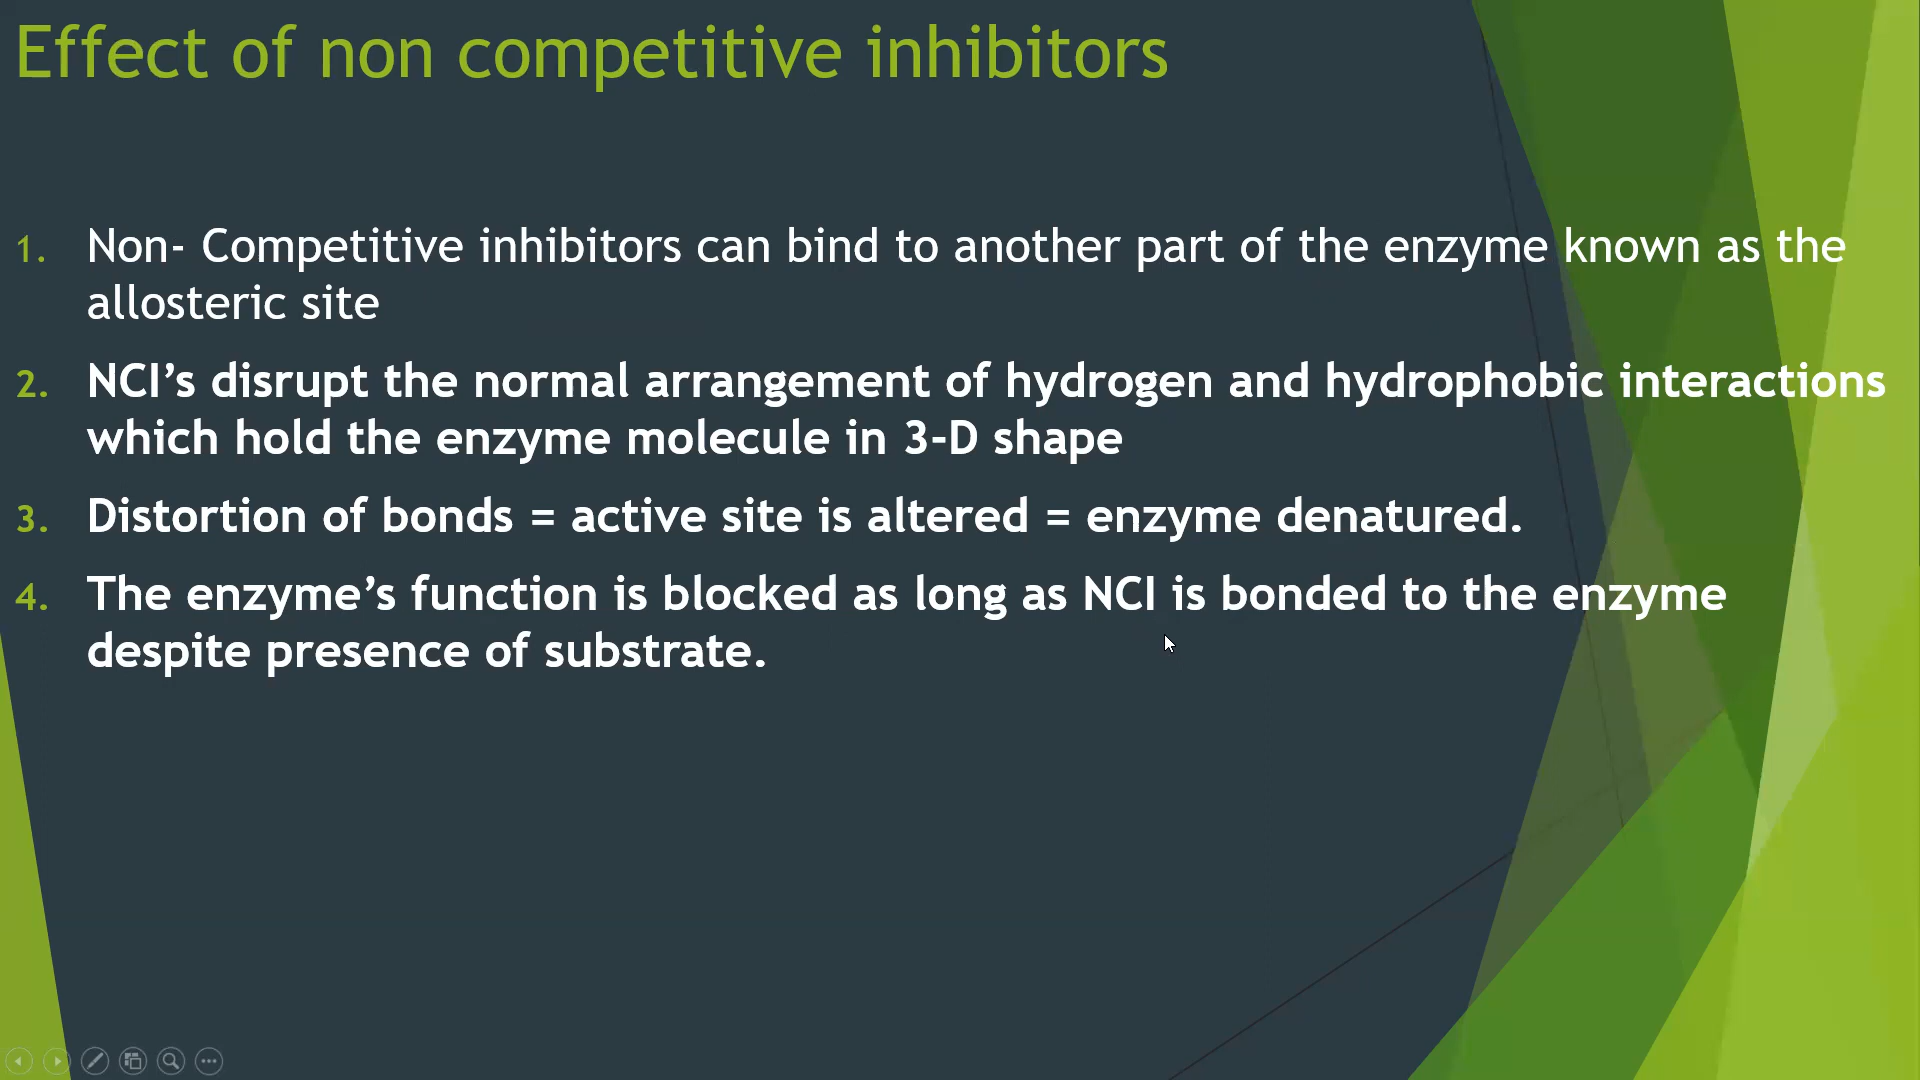 Effect of non competitive inhibitors
1. Non- Competitive inhibitors can bind to another part of the enzyme known as the
allosteric site
2. NCI’s disrupt the normal arrangement of hydrogen and hydrophobic interactions
which hold the enzyme molecule in 3-D shape
3. Distortion of bonds = active site is altered = enzyme denatured.
4. The enzyme’s function is blocked as long as NCI is bonded to the enzyme
despite presence of substrate.